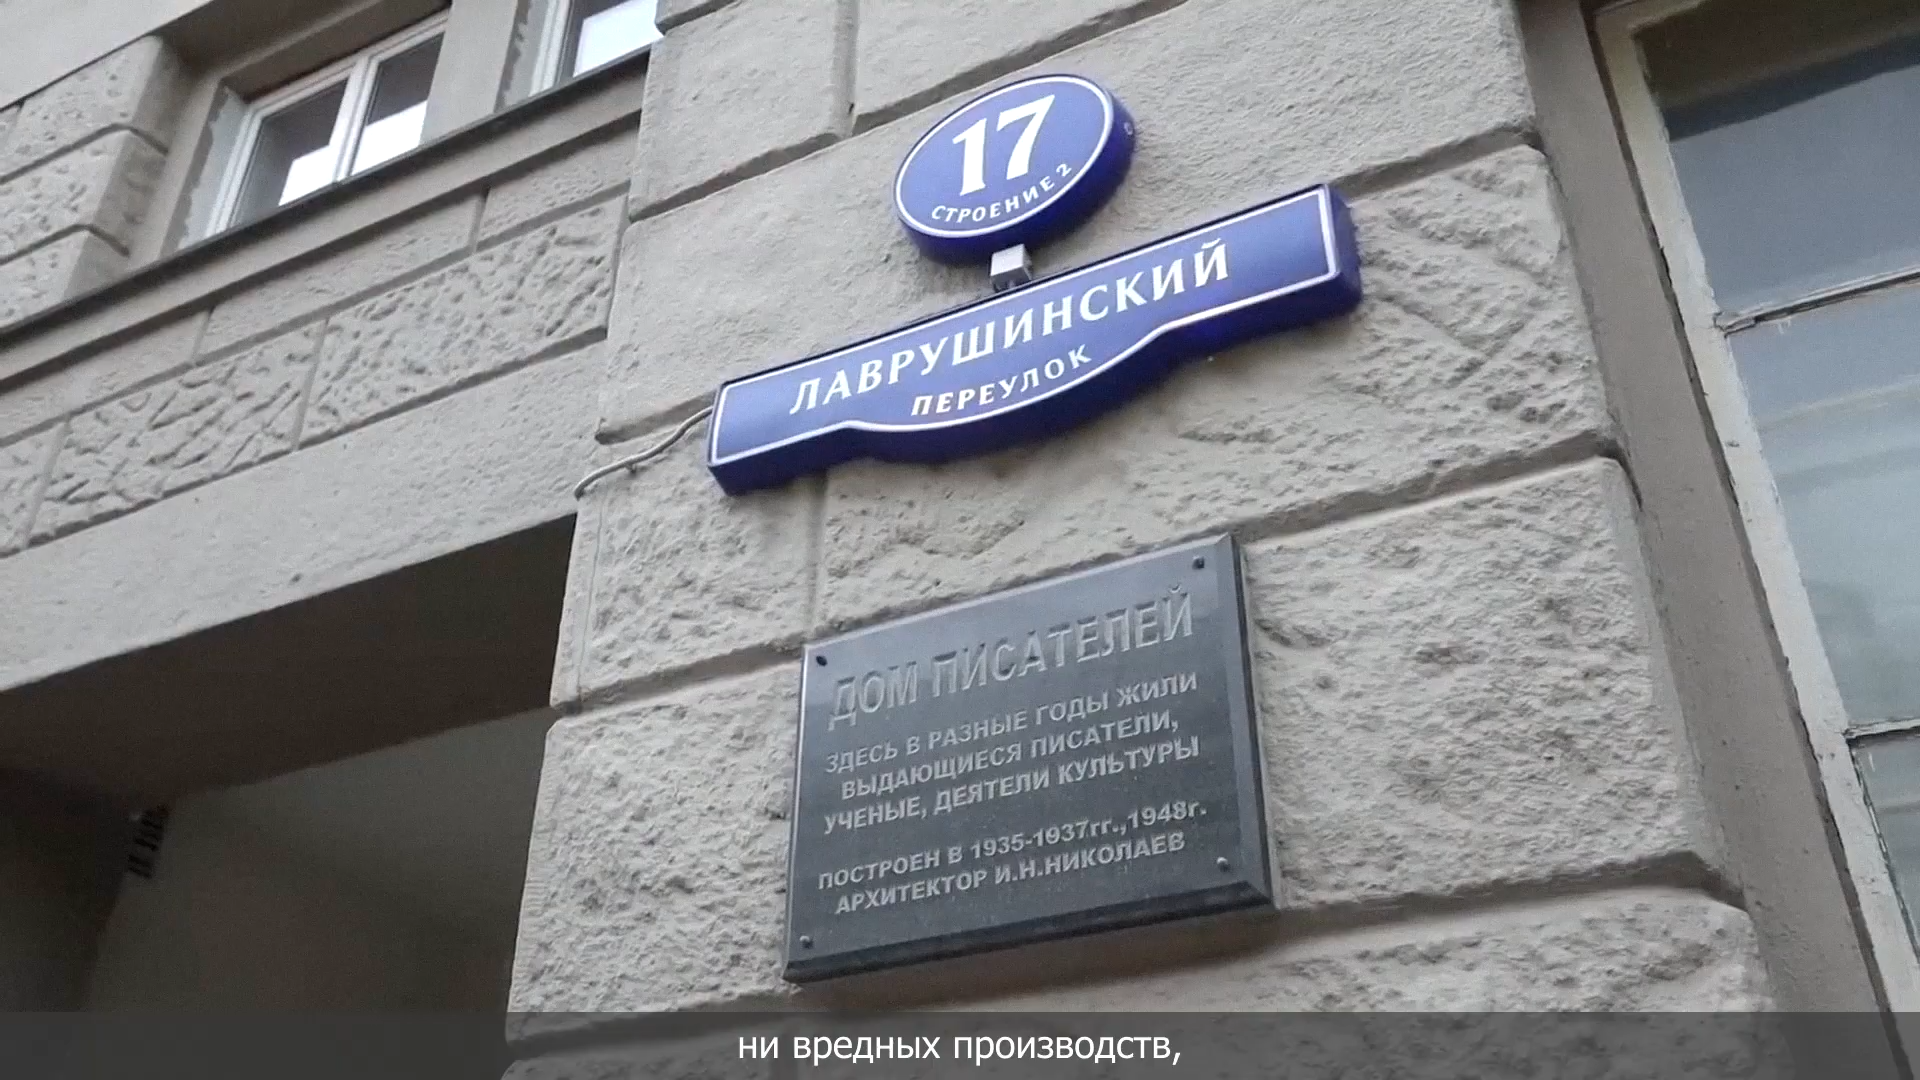 17
СТРОЕНИЕ 2
ЛАВРУШИНСКИЙ
ПЕРЕУЛОК
ДОМ ПИСАТЕЛЕЙ
ЗДЕСЬ В РАЗНЫЕ ГОДЫ ЖИЛИ
ВЫДАЮЩИЕСЯ ПИСАТЕЛИ,
УЧЕНЫЕ, ДЕЯТЕЛИ КУЛЬТУРЫ
ПОСТРОЕН В 1935-1937гг.,1948г.
АРХИТЕКТОР И.Н.НИКОЛАЕВ
ни вредных производств,